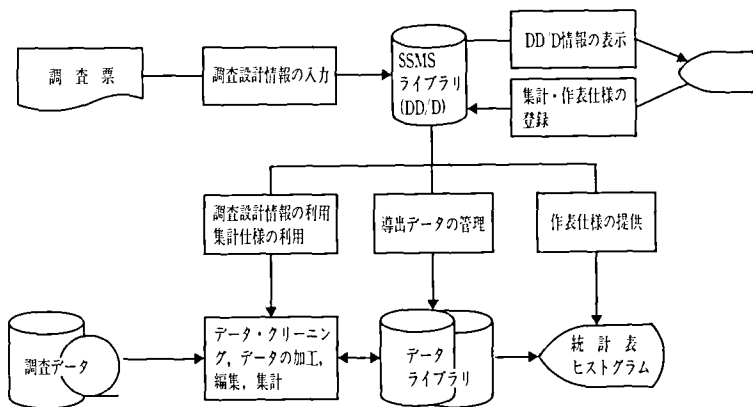 調査票
調査設計情報の入力
SSMS
ライブラリ
(DD/D)
DD/D情報の表示
集計・作表仕様の
登録
調査設計情報の利用
集計仕様の利用
導出データの管理
作表仕様の提供
調査データ
データ・クリーニン
グ,データの加工,
編集,集計
データ
ライブラリ
統計表
ヒストグラム